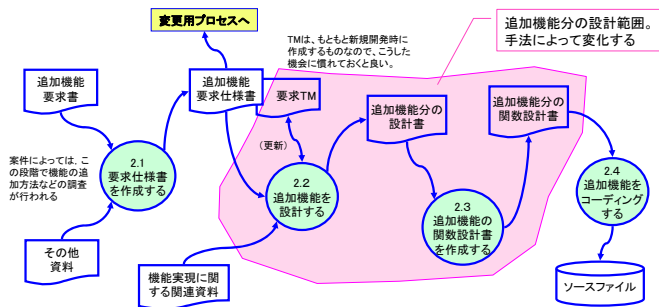 変更用プロセスへ
TMは、もともと新規開発時に
作成するものなので、こうした
機会に慣れておくと良い。
追加機能分の設計範囲。
手法によって変化する
追加機能
要求書
追加機能
要求仕様書
要求TM
追加機能分の
設計書
追加機能分の
関数設計書
(更新)
案件によっては、こ
の段階で機能の追
加方法などの調査
が行われる
2.1
要求仕様書
を作成する
2.2
追加機能を
設計する
2.3
追加機能の
関数設計書
を作成する
2.4
追加機能を
コーディング
する
その他
資料
機能実現に関
する関連資料
ソースファイル